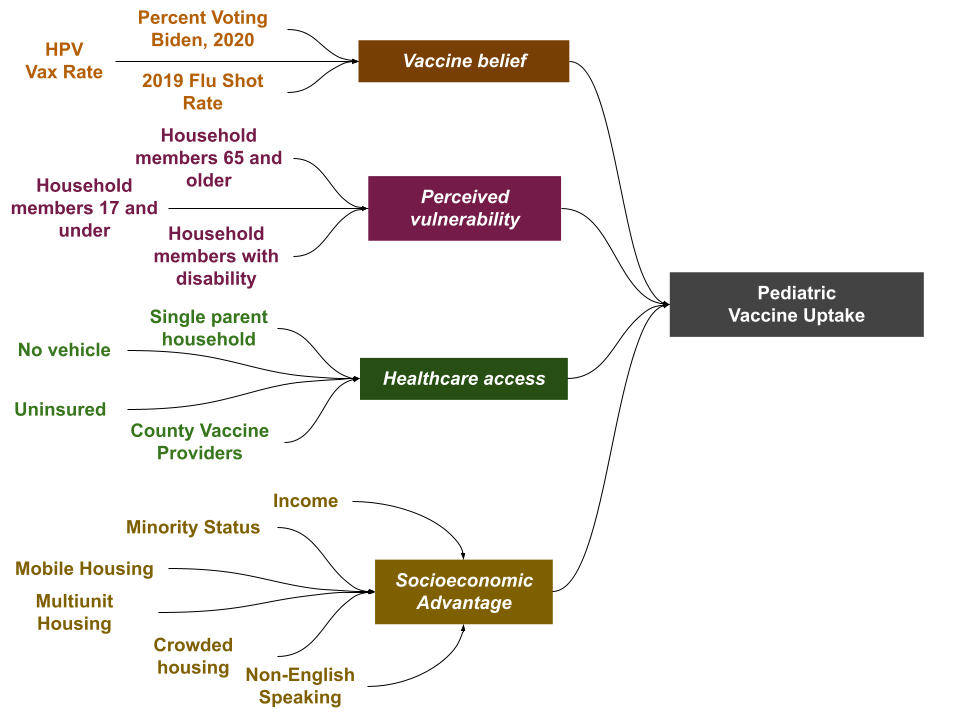 Percent Voting
Biden, 2020
HPV
Vax Rate
2019 Flu Shot
Rate
Vaccine belief
Household
members 65 and
older
Household
members 17 and
under
Household
members with
disability
Perceived
vulnerability
Single parent
household
No vehicle
Uninsured
County Vaccine
Providers
Healthcare access
Income
Minority Status
Mobile Housing
Multiunit
Housing
Crowded
housing
Non-English
Speaking
Socioeconomic
Advantage
Pediatric
Vaccine Uptake